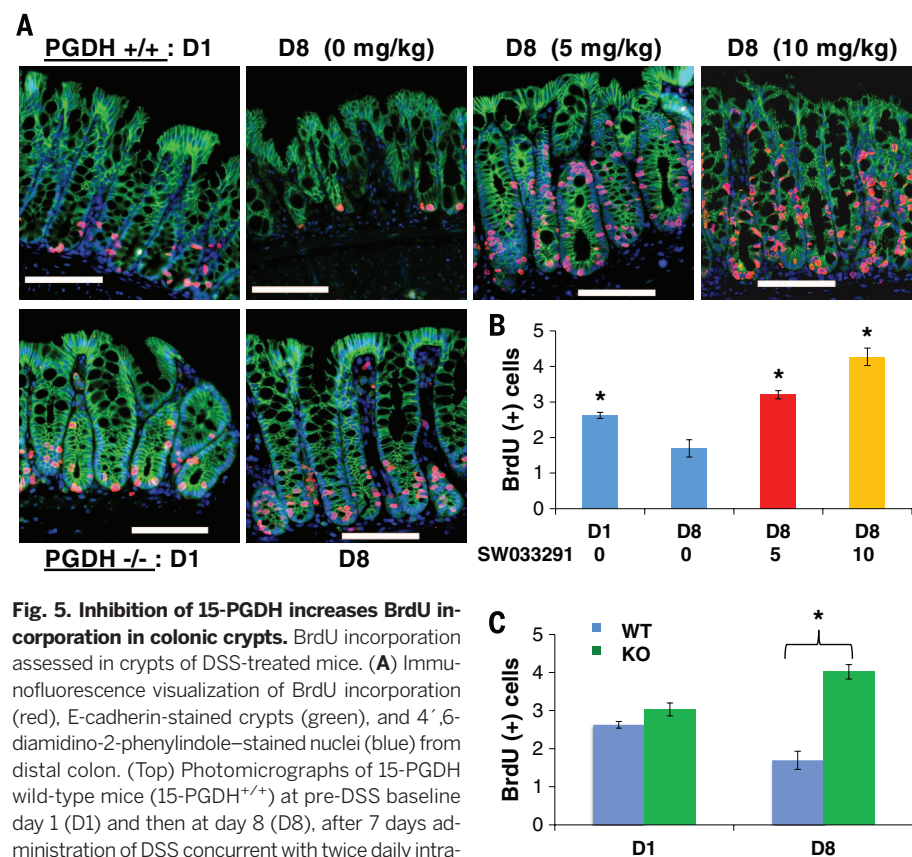 A
PGDH +/+ : D1
D8 (0 mg/kg)
D8 (5 mg/kg)
D8 (10 mg/kg)
PGDH -/- : D1
D8
B
BrdU (+) cells
5
4
3
2
1
0
*
*
*
D1
D8
D8
D8
SW033291
0
0
5
10
Fig. 5. Inhibition of 15-PGDH increases BrdU in-
corporation in colonic crypts. BrdU incorporation
assessed in crypts of DSS-treated mice. (A) Immu-
nofluorescence visualization of BrdU incorporation
(red), E-cadherin-stained crypts (green), and 4´,6-
diamidino-2-phenylindole–stained nuclei (blue) from
distal colon. (Top) Photomicrographs of 15-PGDH
wild-type mice (15-PGDH+/+) at pre-DSS baseline
day 1 (D1) and then at day 8 (D8), after 7 days ad-
ministration of DSS concurrent with twice daily intra-
C
BrdU (+) cells
5
4
3
2
1
0
WT
KO
*
D1
D8